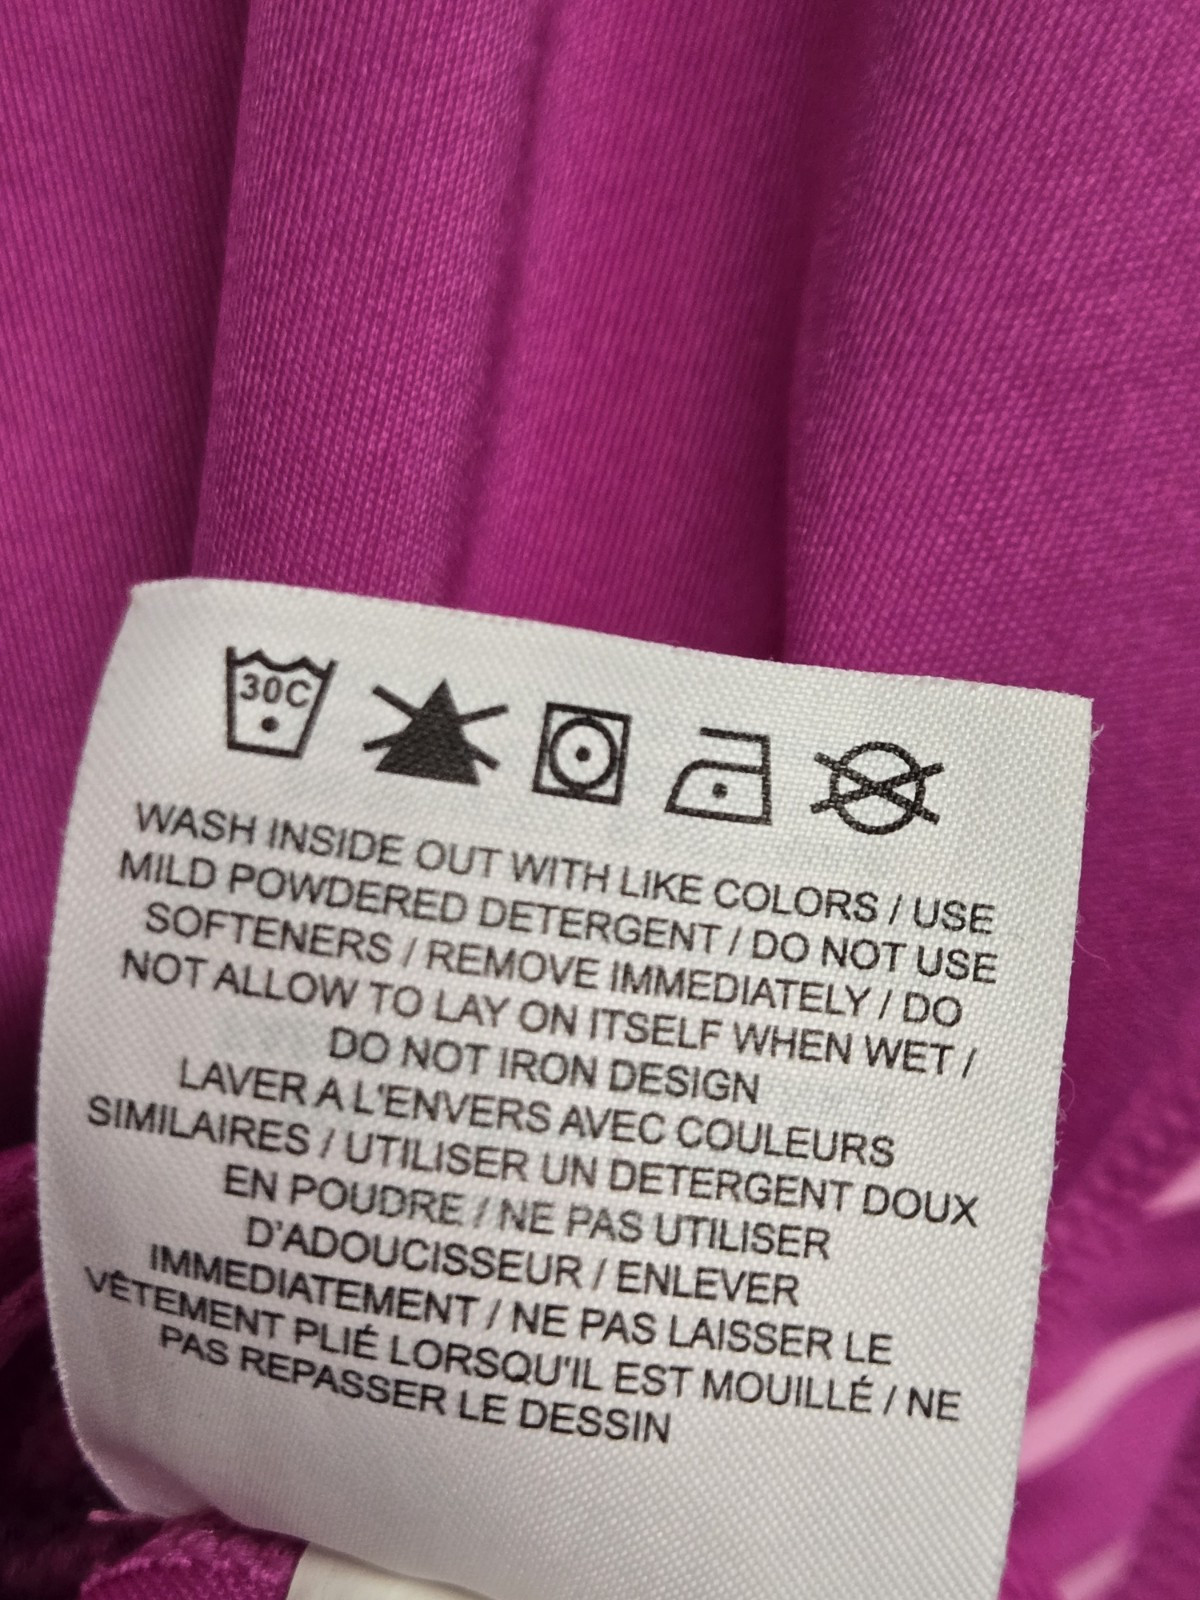 30C
WASH INSIDE OUT WITH LIKE COLORS / USE
MILD POWDERED DETERGENT / DO NOT USE
SOFTENERS / REMOVE IMMEDIATELY / DO
NOT ALLOW TO LAY ON ITSELF WHEN WET /
DO NOT IRON DESIGN
LAVER A L'ENVERS AVEC COULEURS
SIMILAIRES / UTILISER UN DETERGENT DOUX
EN POUDRE / NE PAS UTILISER
D'ADOUCISSEUR / ENLEVER
IMMEDIATEMENT / NE PAS LAISSER LE
VÊTEMENT PLIÉ LORSQU'IL EST MOUILLÉ / NE
PAS REPASSER LE DESSIN